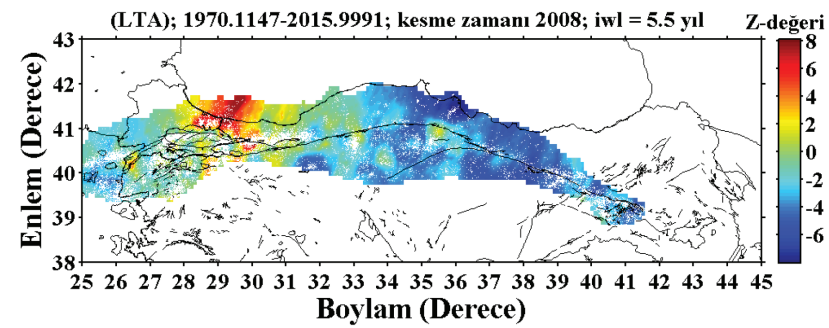 (LTA); 1970.1147-2015.9991; kesme zamanı 2008; iwl = 5.5 yıl
Z-değeri
43
42
41
40
39
38
Enlem (Derece)
25 26 27 28 29 30 31 32 33 34 35 36 37 38 39 40 41 42 43 44 45
Boylam (Derece)
8
6
4
2
0
-2
-4
-6